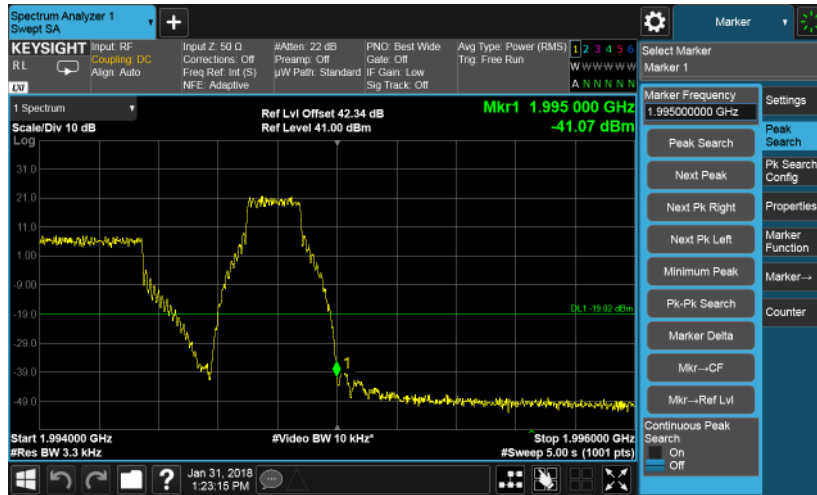 Spectrum Analyzer 1
Swept SA
Marker
KEYSIGHT
RL
LXI
Input: RF
Coupling: DC
Align: Auto
Input Z: 50 Ω
Corrections: Off
Freq Ref: Int (S)
NFE: Adaptive
#Atten: 22 dB
Preamp: Off
µW Path: Standard
PNO: Best Wide
Gate: Off
IF Gain: Low
Sig Track: Off
Avg Type: Power (RMS)
Trig: Free Run
1 2 3 4 5 6
W W W W W W
A N N N N N
Select Marker
Marker 1
1 Spectrum
Scale/Div 10 dB
Log
Ref Lvl Offset 42.34 dB
Ref Level 41.00 dBm
Mkr1 1.995 000 GHz
-41.07 dBm
31.0
21.0
11.0
1.00
-9.00
-19.0
-29.0
-39.0
-49.0
DL1 -19.02 dBm
1
Start 1.994000 GHz
#Res BW 3.3 kHz
#Video BW 10 kHz*
Stop 1.996000 GHz
#Sweep 5.00 s (1001 pts)
Marker Frequency
1.995000000 GHz
Peak Search
Next Peak
Next Pk Right
Next Pk Left
Minimum Peak
Pk-Pk Search
Marker Delta
Mkr→CF
Mkr→Ref Lvl
Continuous Peak
Search
On
Off
Settings
Peak
Search
Pk Search
Config
Properties
Marker
Function
Marker→
Counter
?
Jan 31, 2018
1:23:15 PM